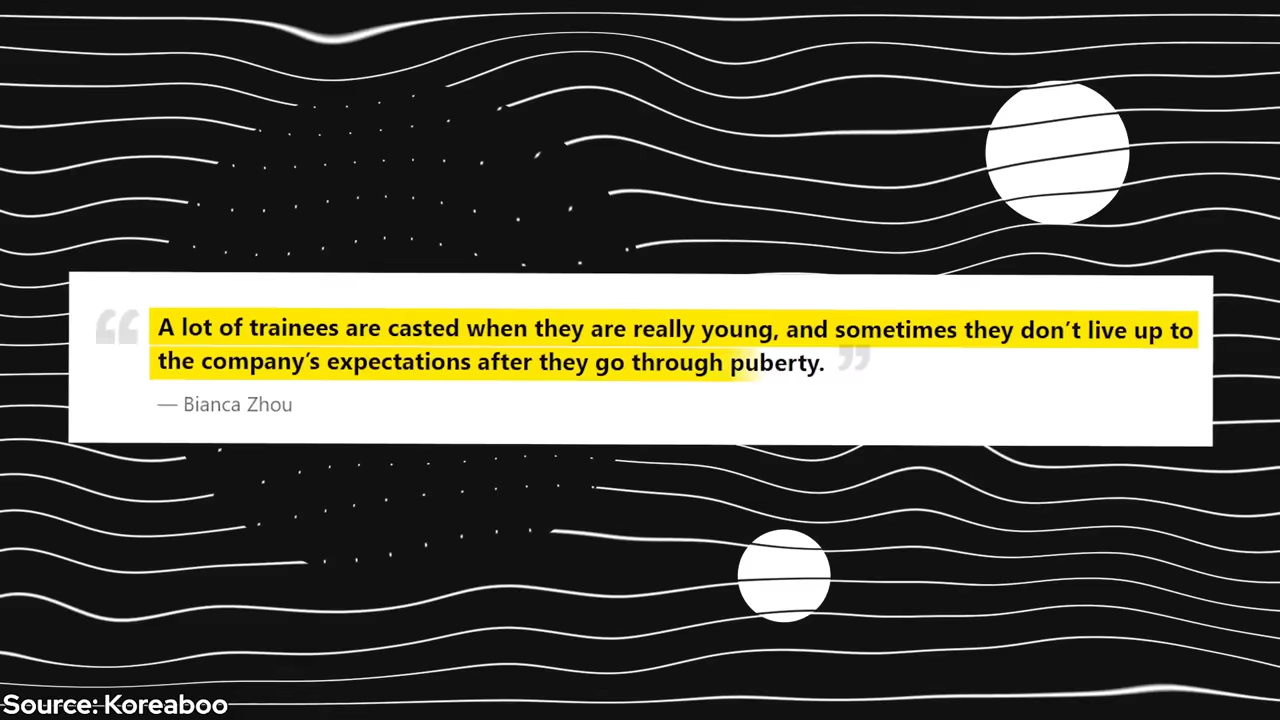 “A lot of trainees are casted when they are really young, and sometimes they don’t live up to
the company’s expectations after they go through puberty.”
— Bianca Zhou
Source: Koreaboo